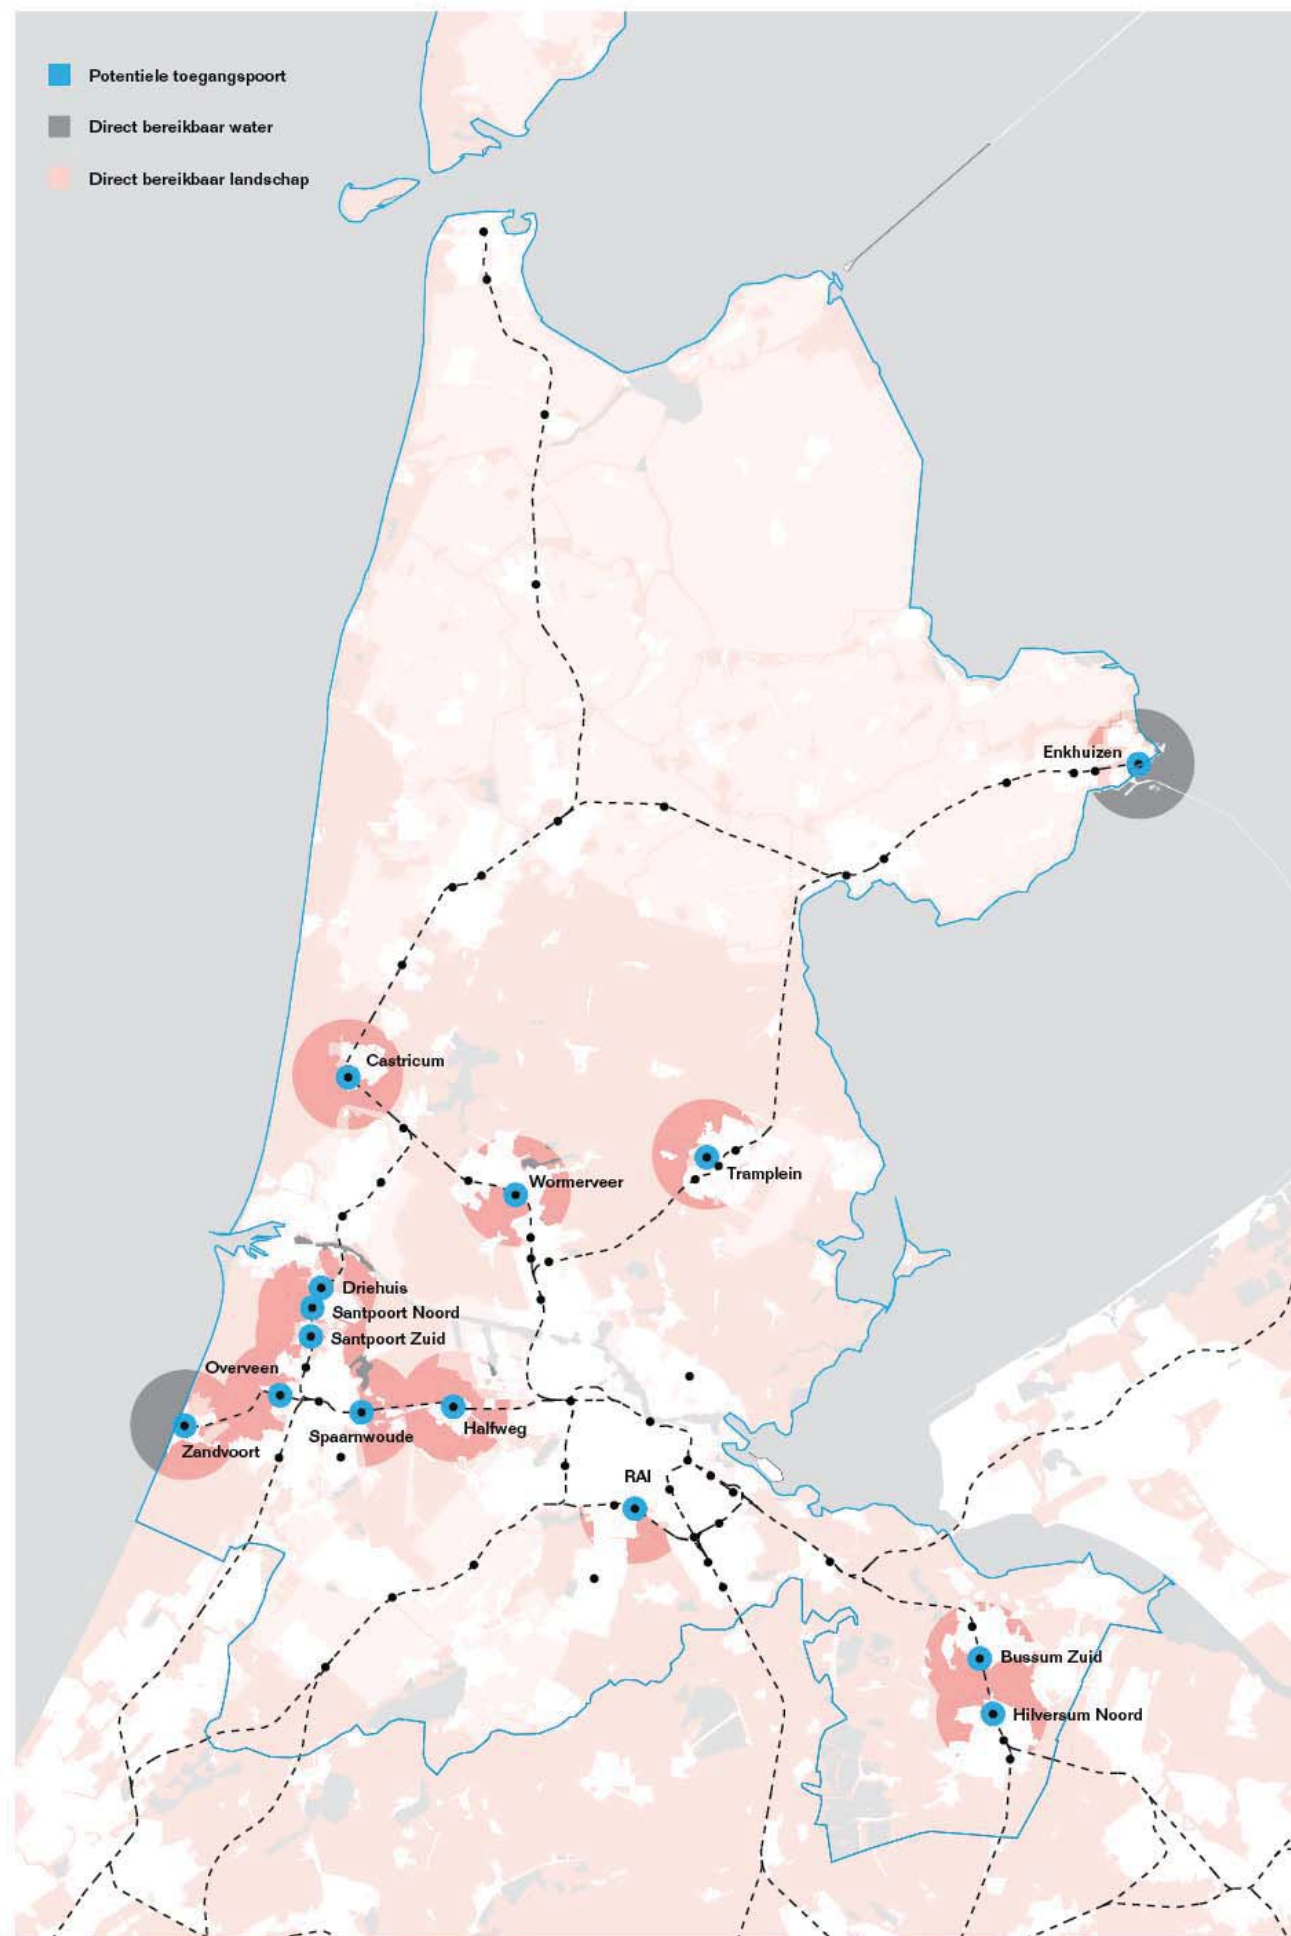 Potentiele toegangspoort
Direct bereikbaar water
Direct bereikbaar landschap
Enkhuizen
Castricum
Wormerveer
Tramplein
Driehuis
Santpoort Noord
Santpoort Zuid
Overveen
Halfweg
Spaarnwoude
Zandvoort
RAI
Bussum Zuid
Hilversum Noord